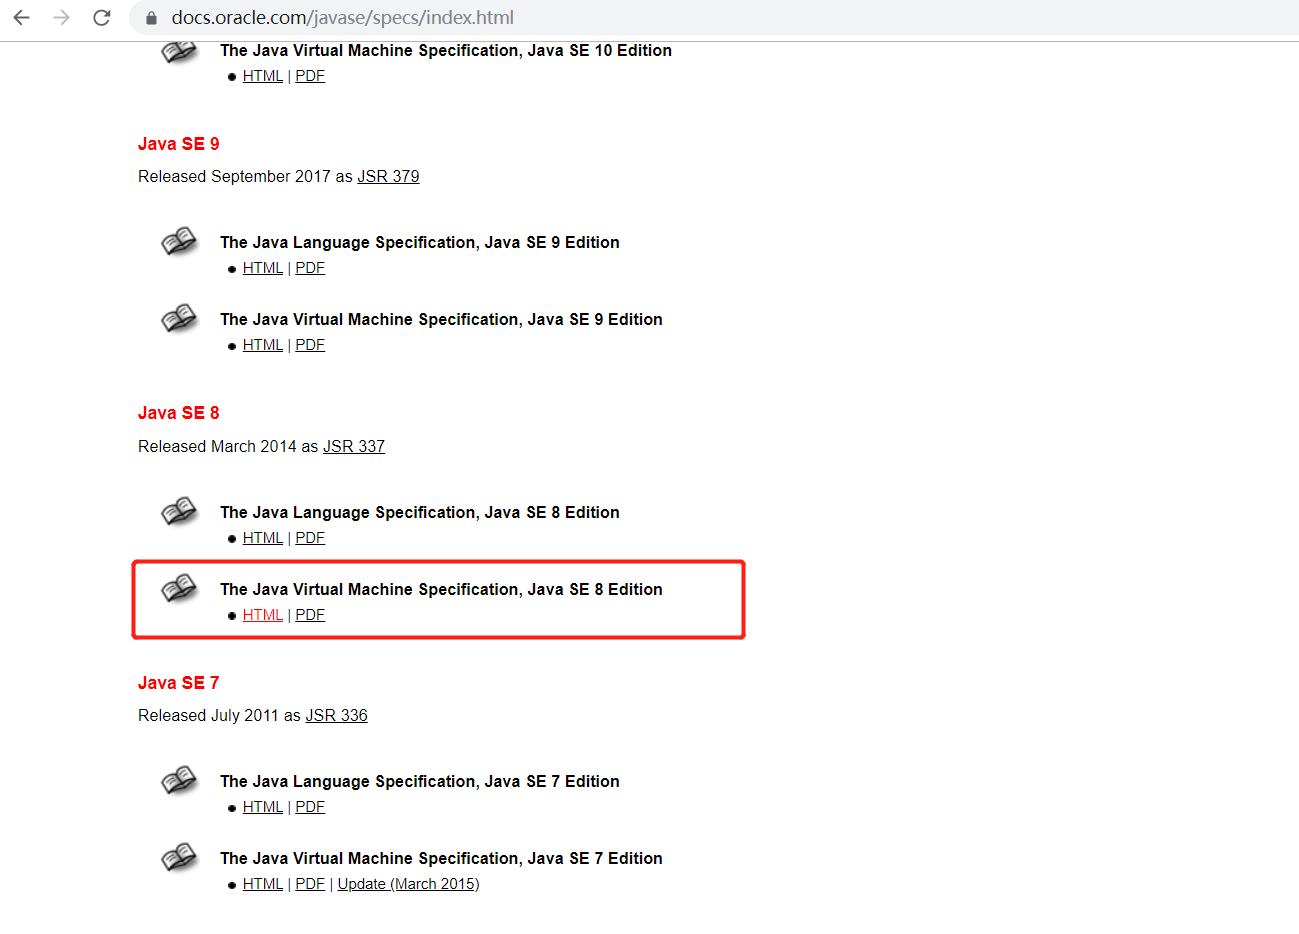 docs.oracle.com/javase/specs/index.html
The Java Virtual Machine Specification, Java SE 10 Edition
HTML | PDF
Java SE 9
Released September 2017 as JSR 379
The Java Language Specification, Java SE 9 Edition
HTML | PDF
The Java Virtual Machine Specification, Java SE 9 Edition
HTML | PDF
Java SE 8
Released March 2014 as JSR 337
The Java Language Specification, Java SE 8 Edition
HTML | PDF
The Java Virtual Machine Specification, Java SE 8 Edition
HTML | PDF
Java SE 7
Released July 2011 as JSR 336
The Java Language Specification, Java SE 7 Edition
HTML | PDF
The Java Virtual Machine Specification, Java SE 7 Edition
HTML | PDF | Update (March 2015)